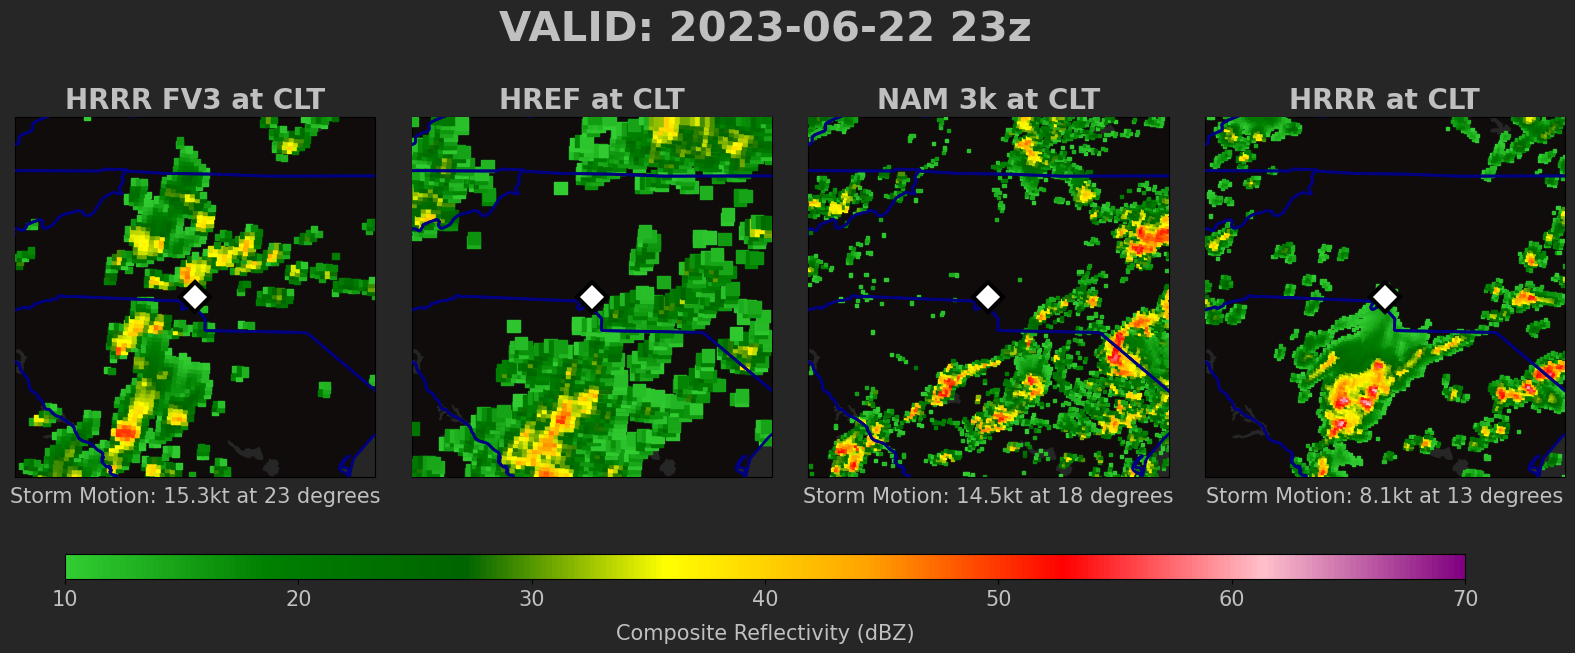 VALID: 2023-06-22 23z
HRRR FV3 at CLT
HREF at CLT
NAM 3k at CLT
HRRR at CLT
Storm Motion: 15.3kt at 23 degrees
Storm Motion: 14.5kt at 18 degrees
Storm Motion: 8.1kt at 13 degrees
10 20 30 40 50 60 70
Composite Reflectivity (dBZ)